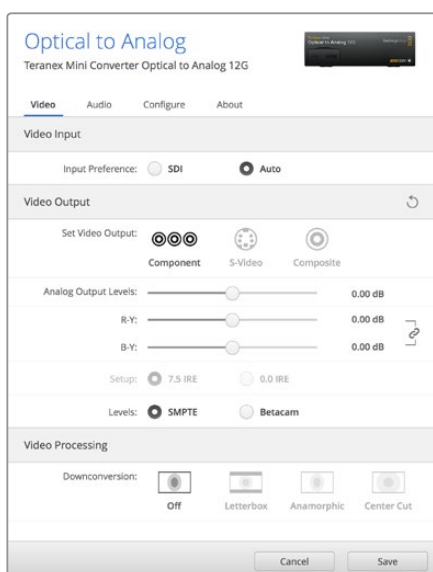 Optical to Analog
Teranex Mini Converter Optical to Analog 12G
Video Audio Configure About
Video Input
Input Preference: SDI Auto
Video Output
Set Video Output: Component S-Video Composite
Analog Output Levels: 0.00 dB
R-Y: 0.00 dB
B-Y: 0.00 dB
Setup: 7.5 IRE 0.0 IRE
Levels: SMPTE Betacam
Video Processing
Downconversion: Off Letterbox Anamorphic Center Cut
Cancel Save